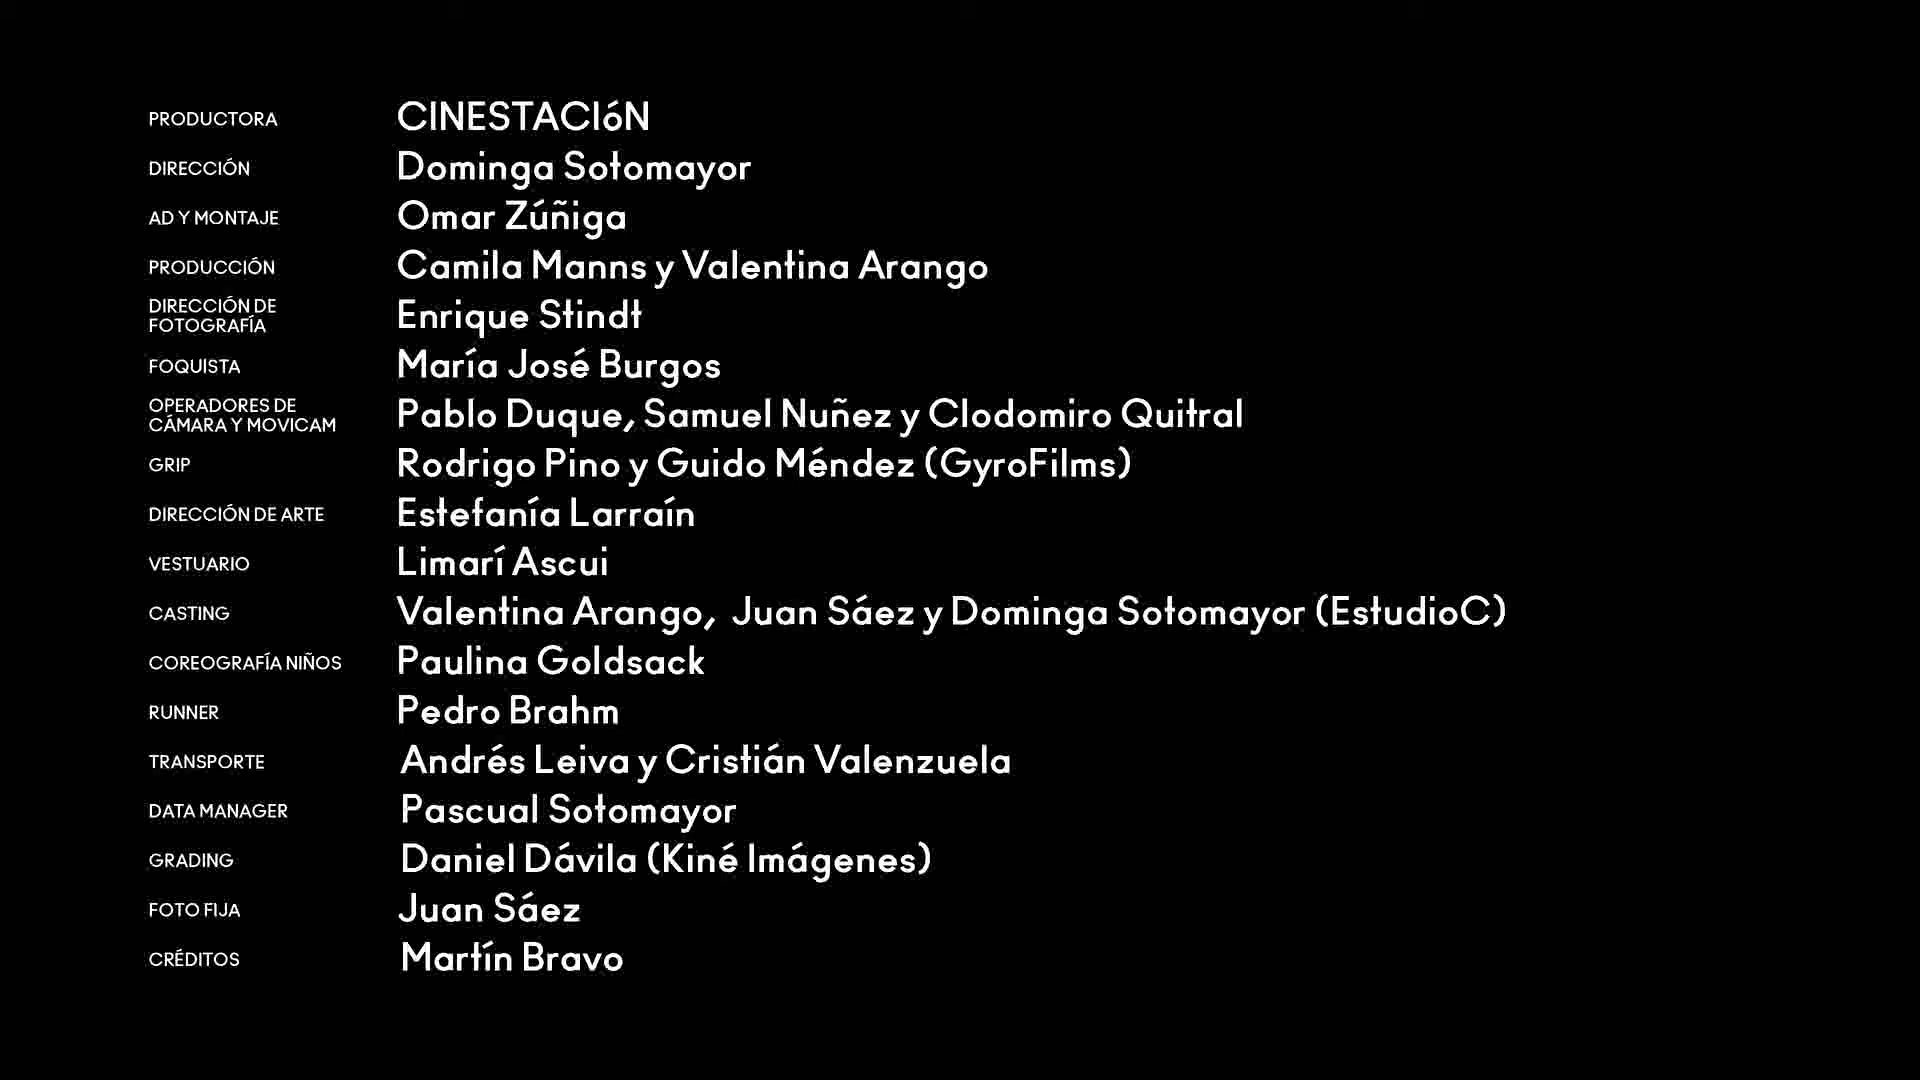 PRODUCTORA CINESTACIóN
DIRECCIÓN Dominga Sotomayor
AD Y MONTAJE Omar Zúñiga
PRODUCCIÓN Camila Manns y Valentina Arango
DIRECCIÓN DE
FOTOGRAFÍA Enrique Stindt
FOQUISTA María José Burgos
OPERADORES DE
CÁMARA Y MOVICAM Pablo Duque, Samuel Nuñez y Clodomiro Quitral
GRIP Rodrigo Pino y Guido Méndez (GyroFilms)
DIRECCIÓN DE ARTE Estefanía Larraín
VESTUARIO Limarí Ascui
CASTING Valentina Arango, Juan Sáez y Dominga Sotomayor (EstudioC)
COREOGRAFÍA NIÑOS Paulina Goldsack
RUNNER Pedro Brahm
TRANSPORTE Andrés Leiva y Cristián Valenzuela
DATA MANAGER Pascual Sotomayor
GRADING Daniel Dávila (Kiné Imágenes)
FOTO FIJA Juan Sáez
CRÉDITOS Martín Bravo